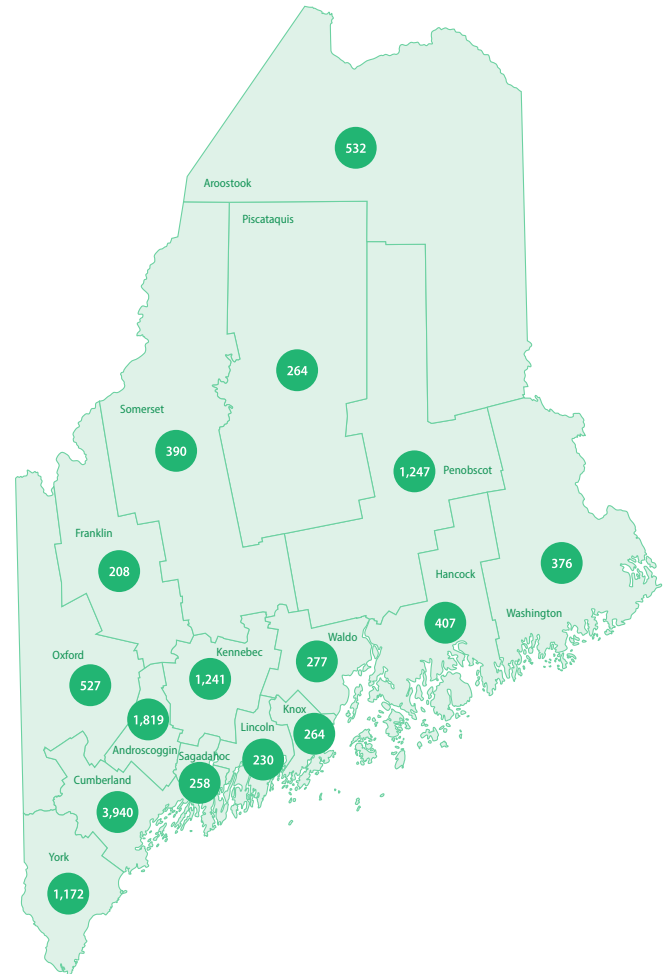 532
Aroostook
Piscataquis
264
Somerset
390
1,247
Penobscot
Franklin
208
376
Hancock
407
Washington
Waldo
277
Oxford
527
Kennebec
1,241
Knox
264
1,819
Lincoln
230
Androscoggin
Sagadahoc
258
Cumberland
3,940
York
1,172